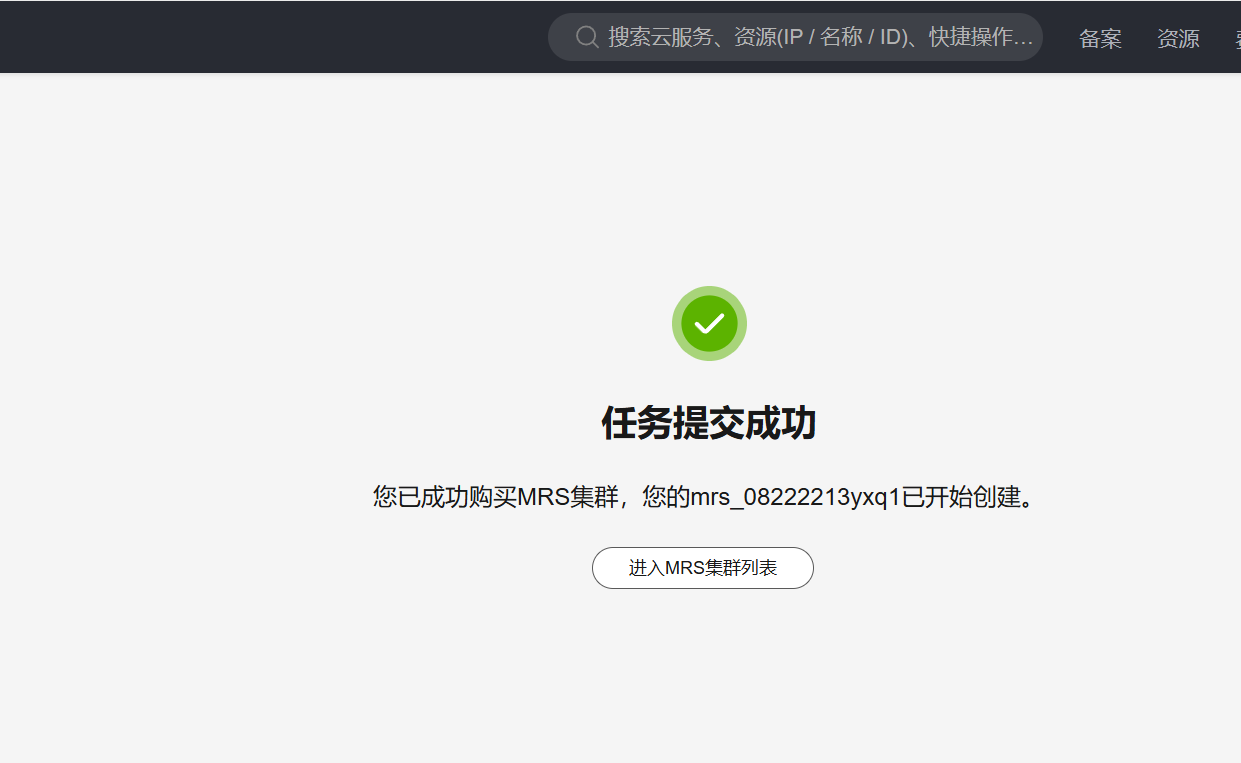 搜索云服务、资源(IP / 名称 / ID)、快捷操作…
备案
资源
任务提交成功
您已成功购买MRS集群，您的mrs_08222213yxq1已开始创建。
进入MRS集群列表